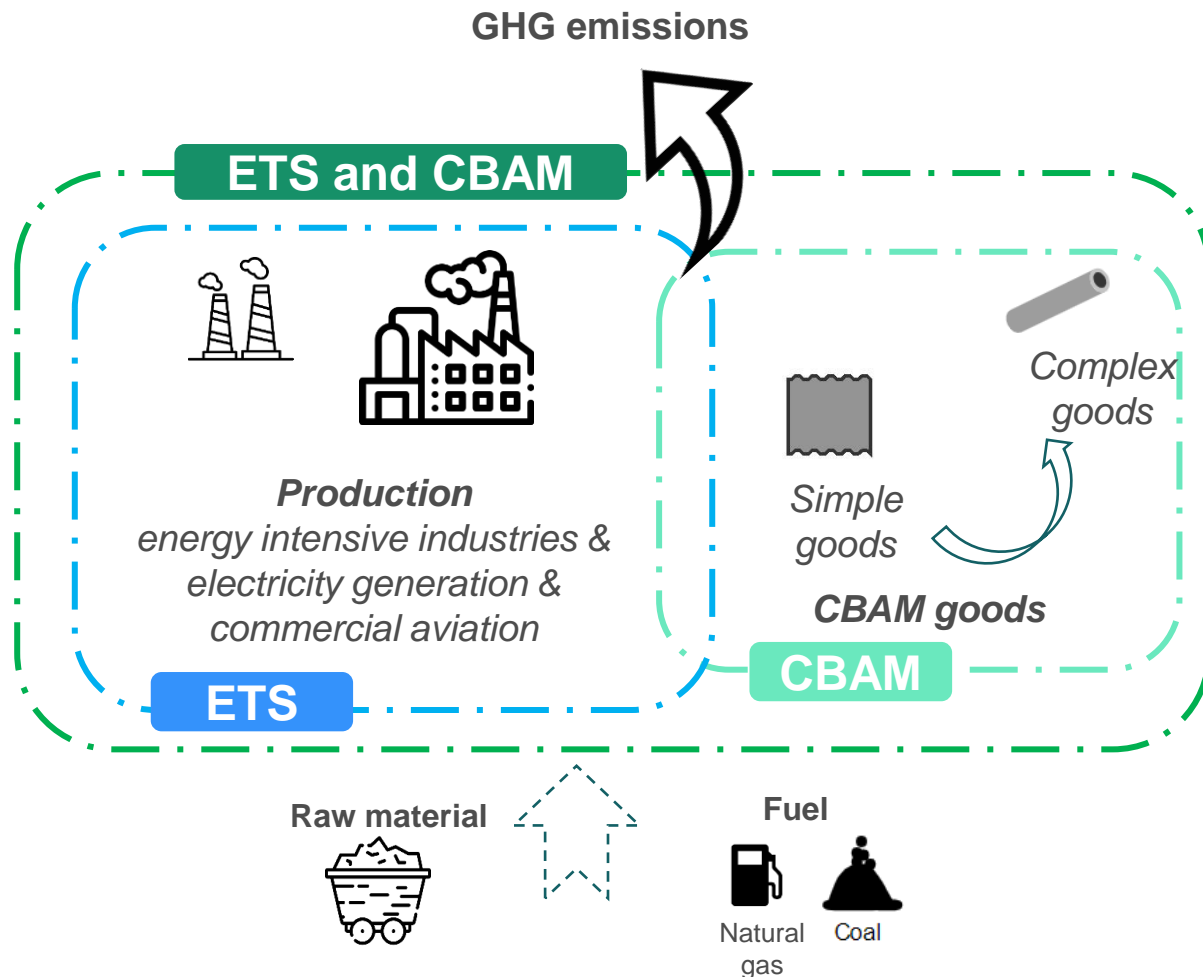 GHG emissions
ETS and CBAM
Complex
goods
Simple
goods
Production
energy intensive industries &
electricity generation &
commercial aviation
CBAM goods
CBAM
ETS
Raw material
Fuel
Natural
gas
Coal